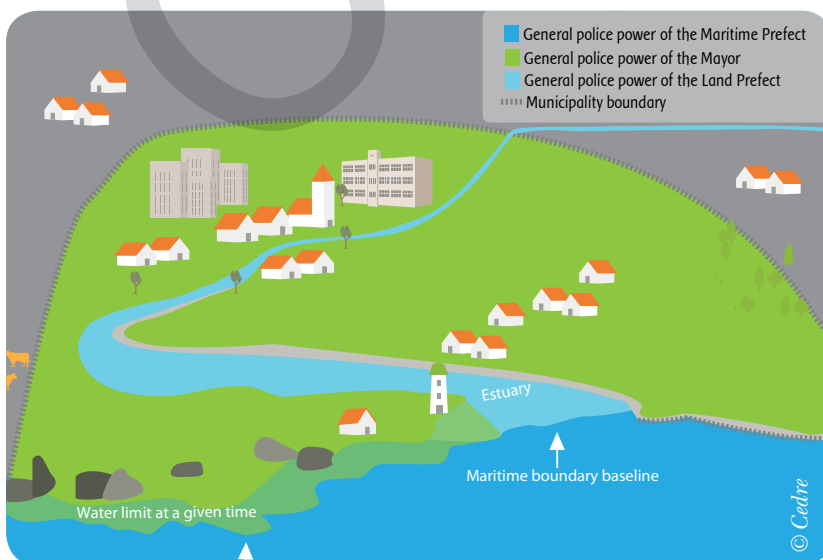 General police power of the Maritime Prefect
General police power of the Mayor
General police power of the Land Prefect
Municipality boundary
Estuary
Maritime boundary baseline
Water limit at a given time
© Cedre